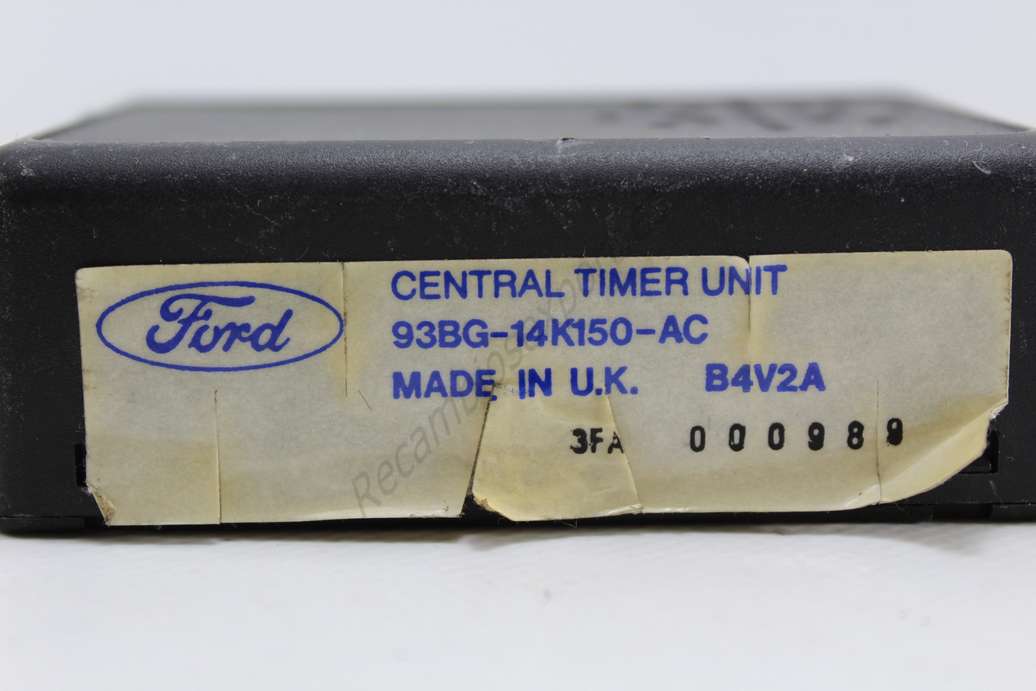 Ford
CENTRAL TIMER UNIT
93BG-14K150-AC
MADE IN U.K. B4V2A
3FA 000989